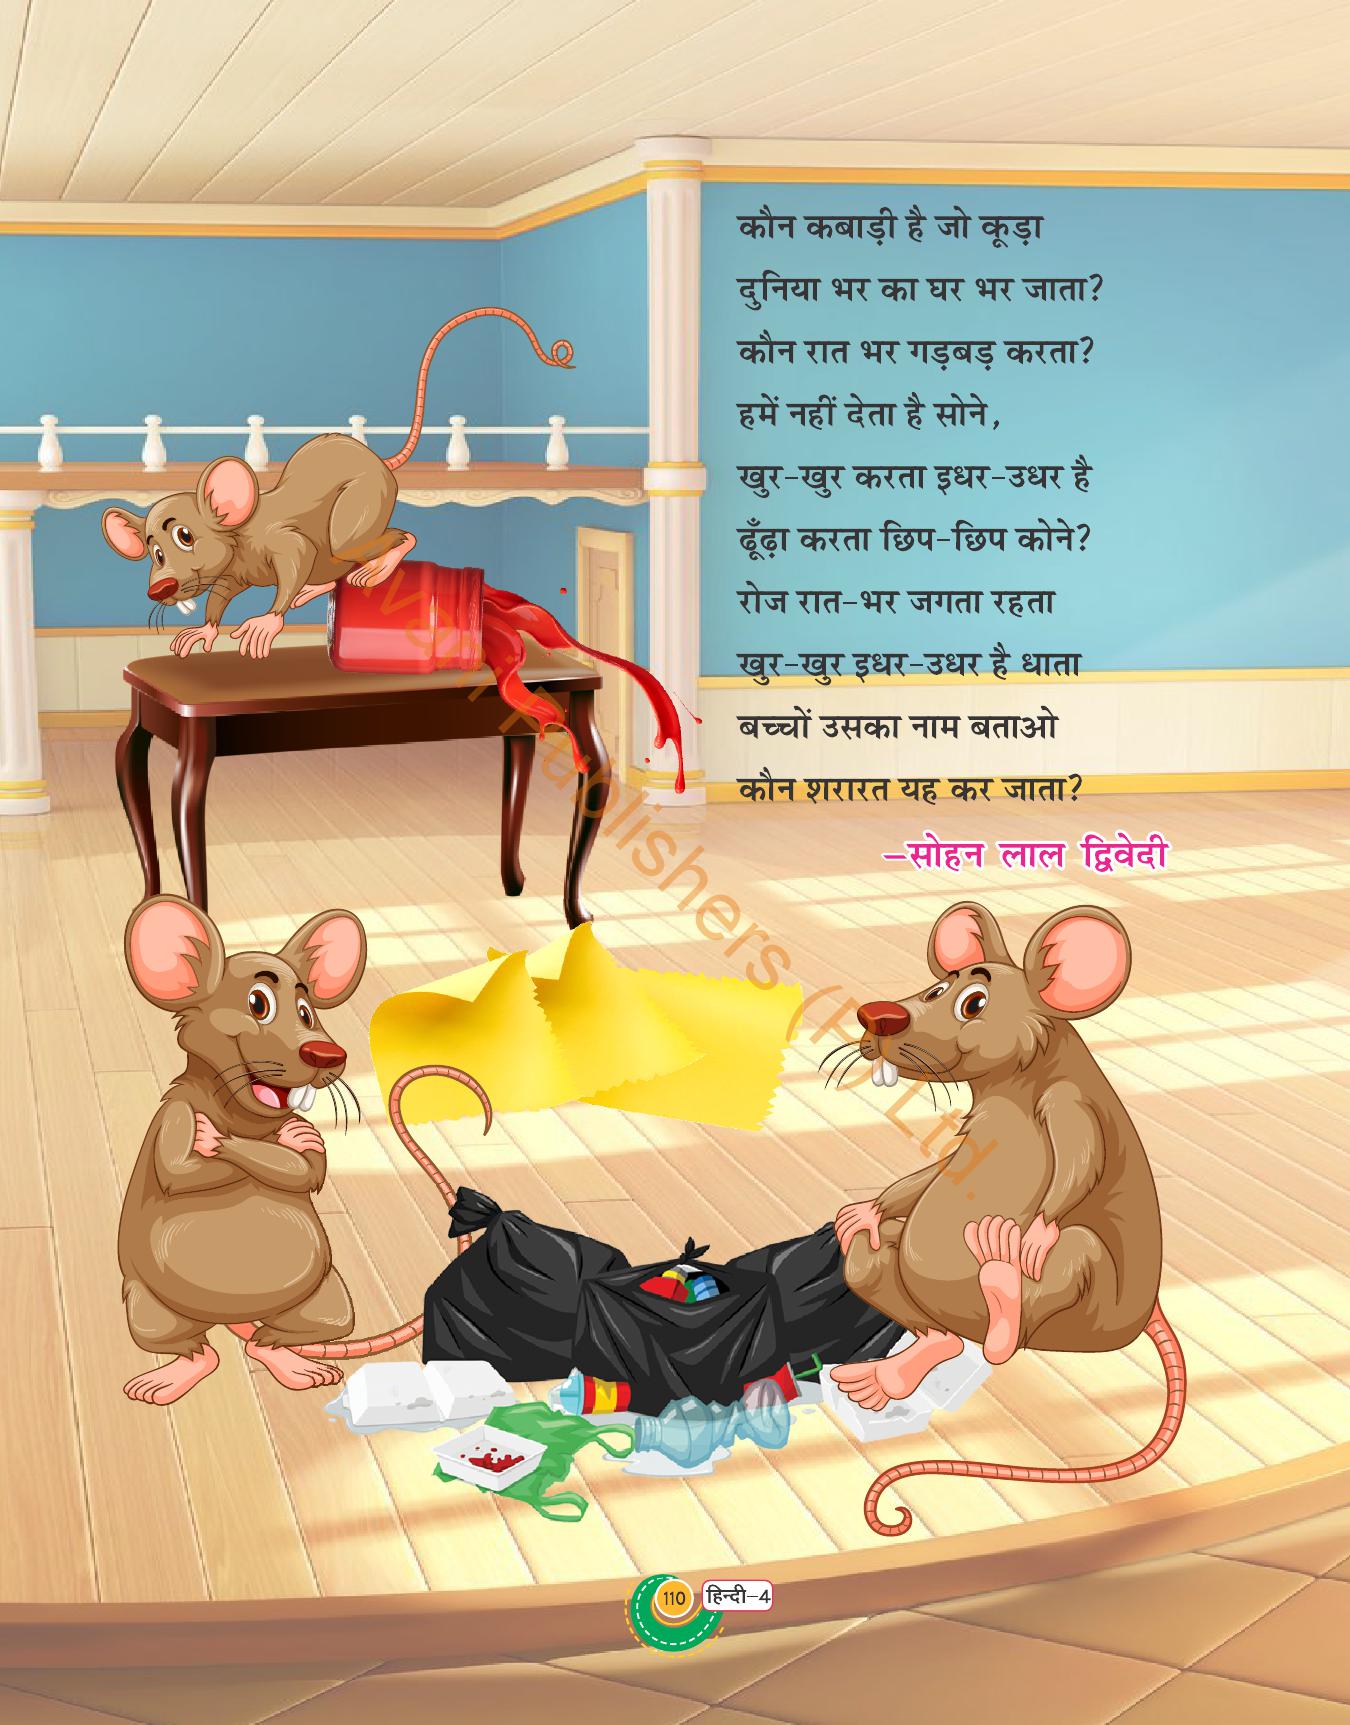 कौन कबाड़ी है जो कूड़ा
दुनिया भर का घर भर जाता?
कौन रात भर गड़बड़ करता?
हमें नहीं देता है सोने,
खुर-खुर करता इधर-उधर है
ढूँढ़ा करता छिप-छिप कोने?
रोज रात-भर जगता रहता
खुर-खुर इधर-उधर है धाता
बच्चों उसका नाम बताओ
कौन शरारत यह कर जाता?
–सोहन लाल द्विवेदी
Avani Publishers (P) Ltd.
110 हिन्दी-4